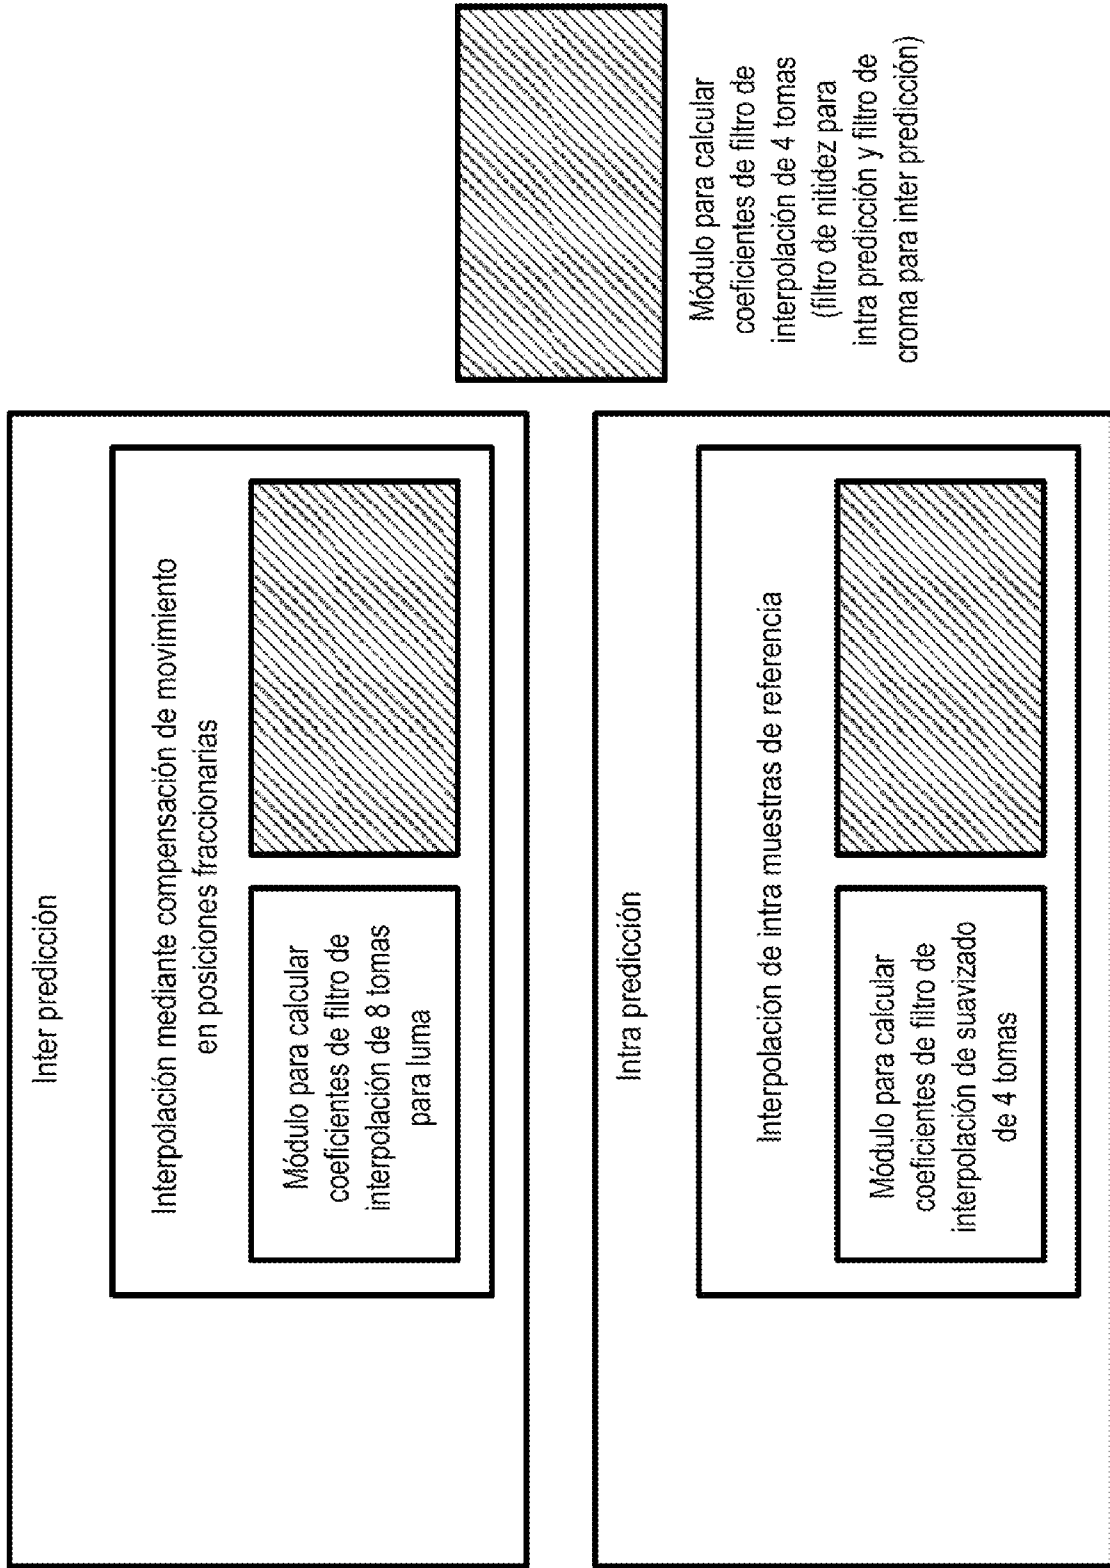 Inter predicción
Interpolación mediante compensación de movimiento
en posiciones fraccionarias
Módulo para calcular
coeficientes de filtro de
interpolación de 8 tomas
para luma
Intra predicción
Interpolación de intra muestras de referencia
Módulo para calcular
coeficientes de filtro de
interpolación de suavizado
de 4 tomas
Módulo para calcular
coeficientes de filtro de
interpolación de 4 tomas
(filtro de nitidez para
intra predicción y filtro de
croma para inter predicción)